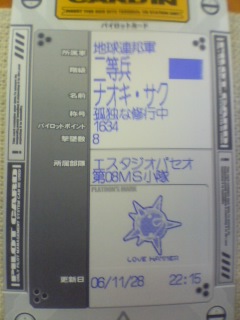 CARD'IN
パイロットカード
所属軍 地球連邦軍
階級 二等兵
名前 ナオキ・サク
称号 孤独な修行中
パイロットポイント 1634
撃墜数 8
所属部隊 エスタジオパセオ
第08MS小隊
LOVE HAMMER
更新日 06/11/28 22:15
PILOT CARD